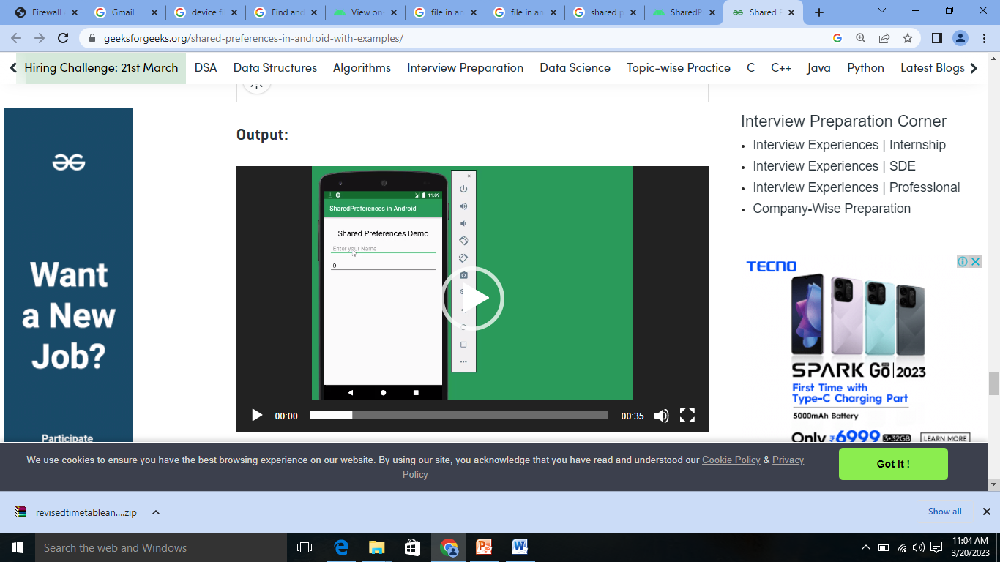 Firewall
Gmail
device fi
Find and
View on
file in an
file in an
shared p
SharedP
Shared P
geeksforgeeks.org/shared-preferences-in-android-with-examples/
Hiring Challenge: 21st March DSA Data Structures Algorithms Interview Preparation Data Science Topic-wise Practice C C++ Java Python Latest Blogs
Want
a New
Job?
Participate
Output:
11:09
SharedPreferences in Android
Shared Preferences Demo
Enter your Name
0
00:00
00:35
Interview Preparation Corner
Interview Experiences | Internship
Interview Experiences | SDE
Interview Experiences | Professional
Company-Wise Preparation
TECNO
SPARK GO 2023
First Time with
Type-C Charging Part
5000mAh Battery
Only ₹6999 3+32GB LEARN MORE
We use cookies to ensure you have the best browsing experience on our website. By using our site, you acknowledge that you have read and understood our Cookie Policy & Privacy
Policy
Got It !
revisedtimetablean....zip
Show all
Search the web and Windows
11:04 AM
3/20/2023